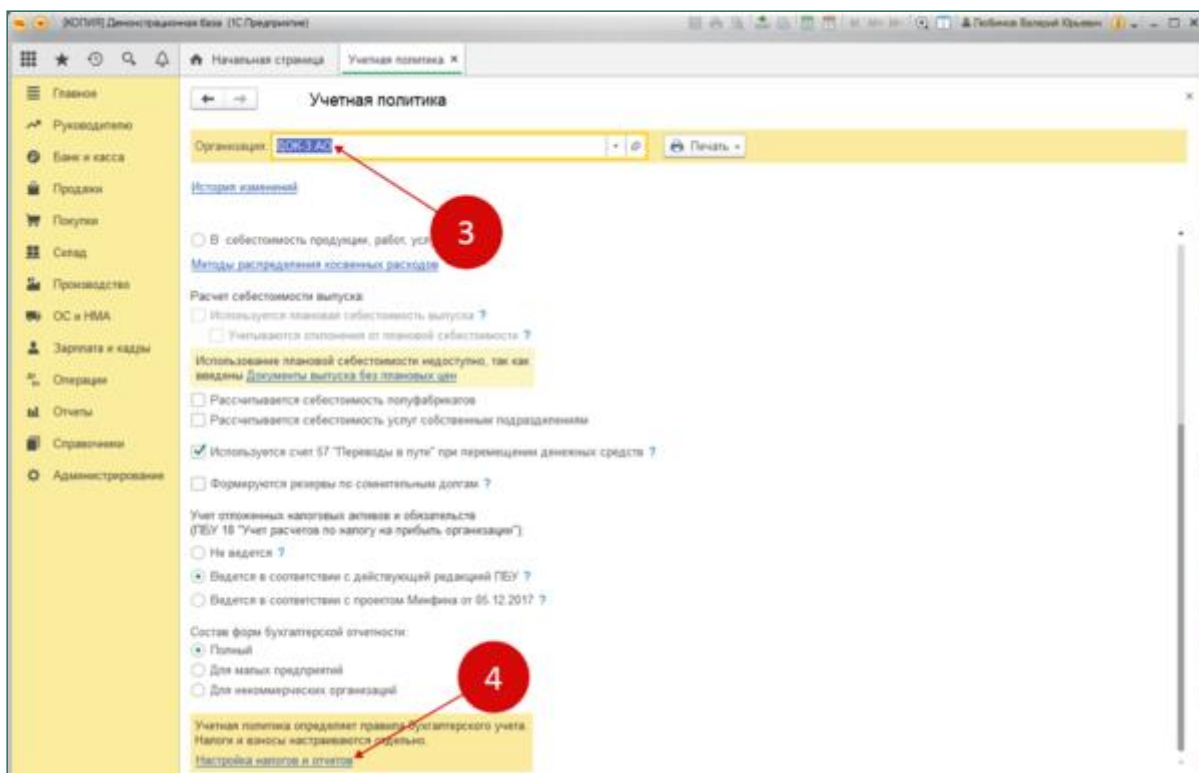 [КОПИЯ] Демонстрационная база (1С:Предприятие)
Любимов Валерий Юрьевич
Начальная страница
Учетная политика ×
Главное
Руководителю
Банк и касса
Продажи
Покупки
Склад
Производство
ОС и НМА
Зарплата и кадры
Операции
Отчеты
Справочники
Администрирование
Учетная политика
Организация:
Печать
История изменений
3
В себестоимость продукции, работ,
Методы распределения косвенных расходов
Расчет себестоимости выпуска:
Используется плановая себестоимость выпуска ?
Учитываются отклонения от плановой себестоимости ?
Использование плановой себестоимости недоступно, так как
введены Документы выпуска без плановых цен
Рассчитывается себестоимость полуфабрикатов
Рассчитывается себестоимость услуг собственным подразделениям
Используется счет 57 "Переводы в пути" при перемещении денежных средств ?
Формируются резервы по сомнительным долгам ?
Учет отложенных налоговых активов и обязательств
(ПБУ 18 "Учет расчетов по налогу на прибыль организации"):
Не ведется ?
Ведется в соответствии с действующей редакцией ПБУ ?
Ведется в соответствии с проектом Минфина от 05.12.2017 ?
Состав форм бухгалтерской отчетности:
Полный
Для малых предприятий
Для некоммерческих организаций
4
Учетная политика определяет правила бухгалтерского учета.
Налоги и взносы настраиваются отдельно.
Настройка налогов и отчетов